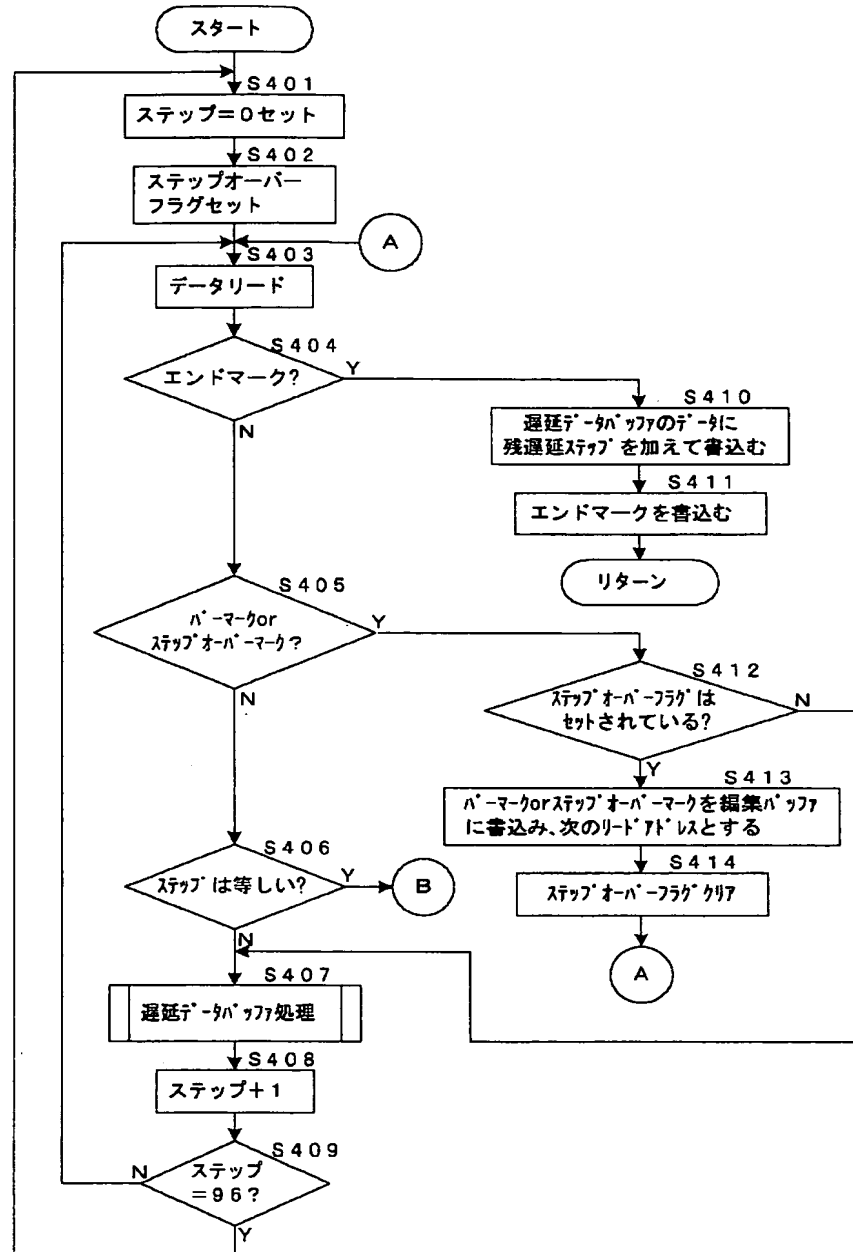 スタート
S401
ステップ=0セット
S402
ステップオーバー
フラグセット
A
S403
データリード
S404
エンドマーク?
Y
N
S410
遅延データバッファのデータに
残遅延ステップを加えて書込む
S411
エンドマークを書込む
リターン
S405
バーマークor
ステップオーバーマーク?
Y
N
S412
ステップオーバーフラグは
セットされている?
N
Y
S413
バーマークorステップオーバーマークを編集バッファ
に書込み、次のリードアドレスとする
S414
ステップオーバーフラグクリア
A
S406
ステップは等しい?
Y
B
N
S407
遅延データバッファ処理
S408
ステップ+1
S409
ステップ
=96?
N
Y